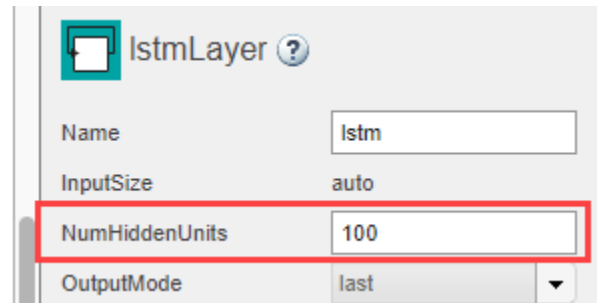 lstmLayer ?
Name lstm
InputSize auto
NumHiddenUnits 100
OutputMode last